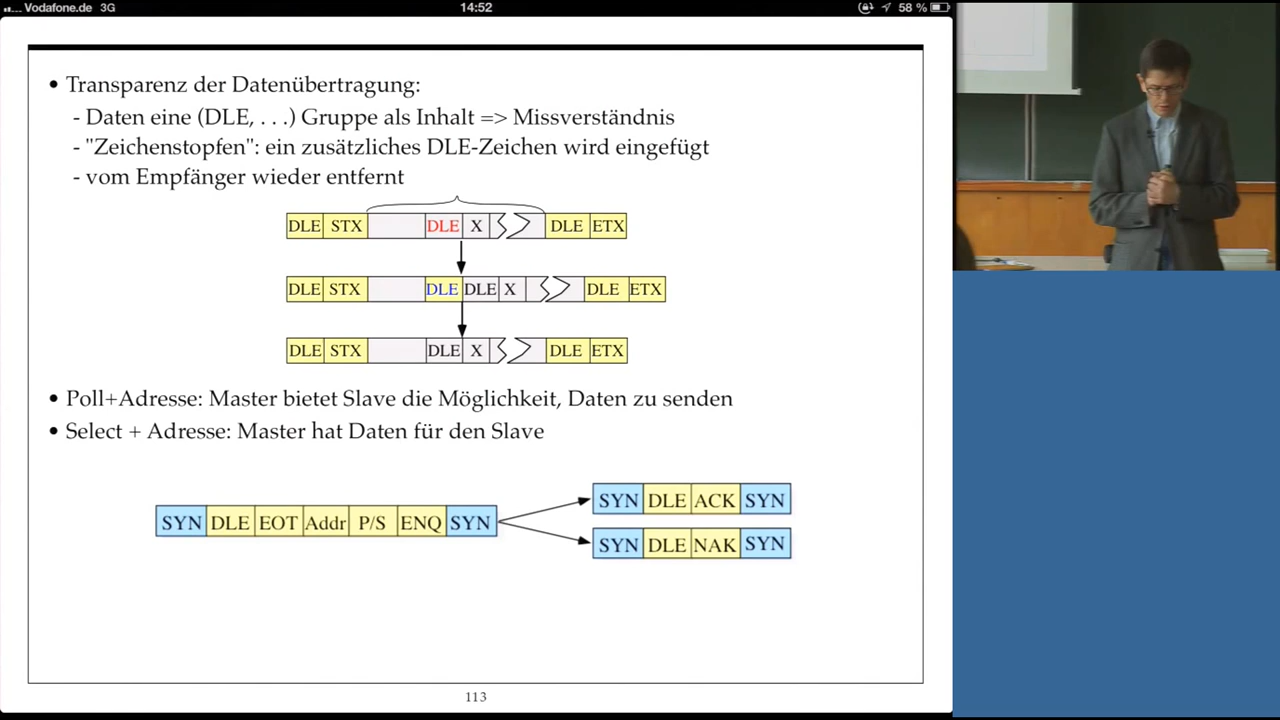 Vodafone.de 3G 14:52 58 %
• Transparenz der Datenübertragung:
- Daten eine (DLE, . . .) Gruppe als Inhalt => Missverständnis
- "Zeichenstopfen": ein zusätzliches DLE-Zeichen wird eingefügt
- vom Empfänger wieder entfernt
DLE STX DLE X DLE ETX
DLE STX DLE DLE X DLE ETX
DLE STX DLE X DLE ETX
• Poll+Adresse: Master bietet Slave die Möglichkeit, Daten zu senden
• Select + Adresse: Master hat Daten für den Slave
SYN DLE EOT Addr P/S ENQ SYN
SYN DLE ACK SYN
SYN DLE NAK SYN
113